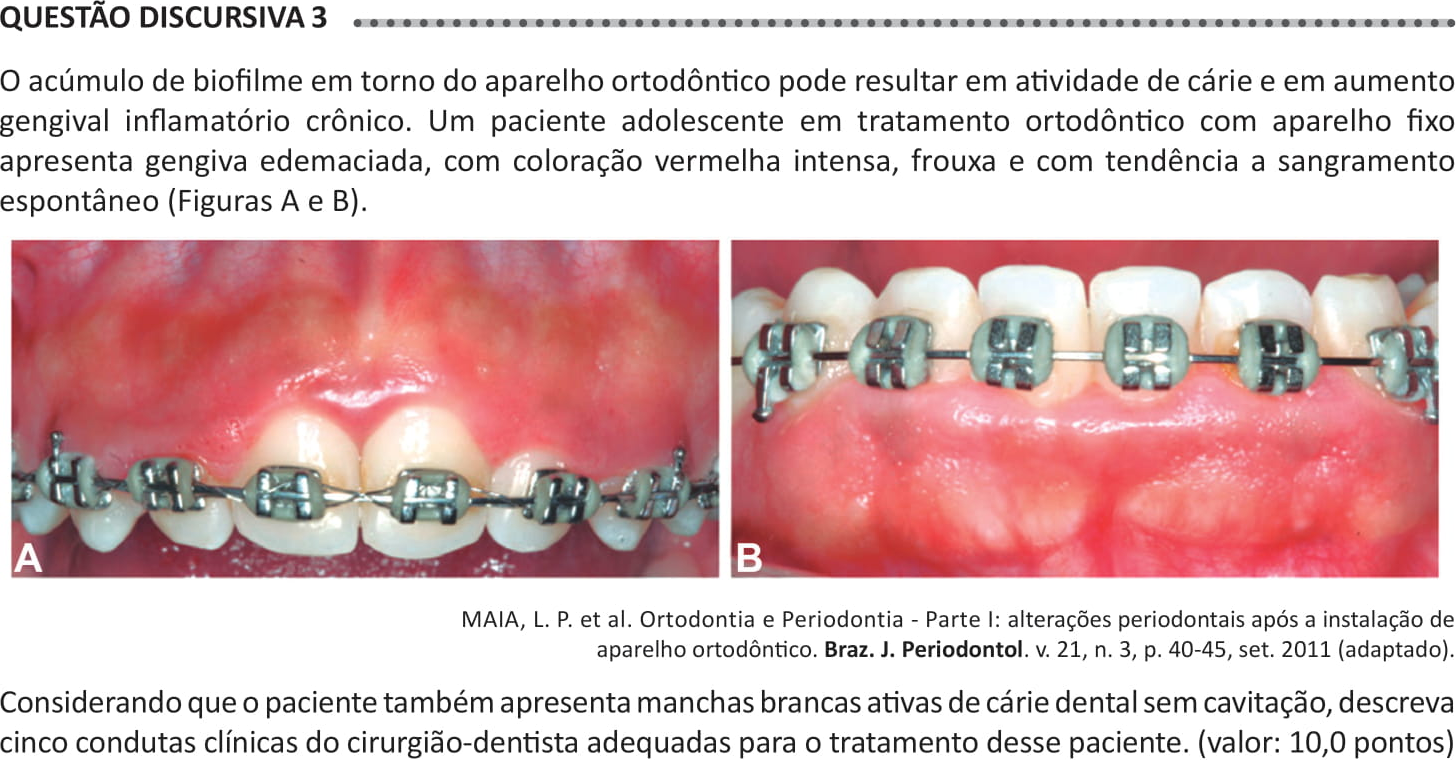 QUESTÃO DISCURSIVA 3
O acúmulo de biofilme em torno do aparelho ortodôntico pode resultar em atividade de cárie e em aumento
gengival inflamatório crônico. Um paciente adolescente em tratamento ortodôntico com aparelho fixo
apresenta gengiva edemaciada, com coloração vermelha intensa, frouxa e com tendência a sangramento
espontâneo (Figuras A e B).
A
B
MAIA, L. P. et al. Ortodontia e Periodontia - Parte I: alterações periodontais após a instalação de
aparelho ortodôntico. Braz. J. Periodontol. v. 21, n. 3, p. 40-45, set. 2011 (adaptado).
Considerando que o paciente também apresenta manchas brancas ativas de cárie dental sem cavitação, descreva
cinco condutas clínicas do cirurgião-dentista adequadas para o tratamento desse paciente. (valor: 10,0 pontos)